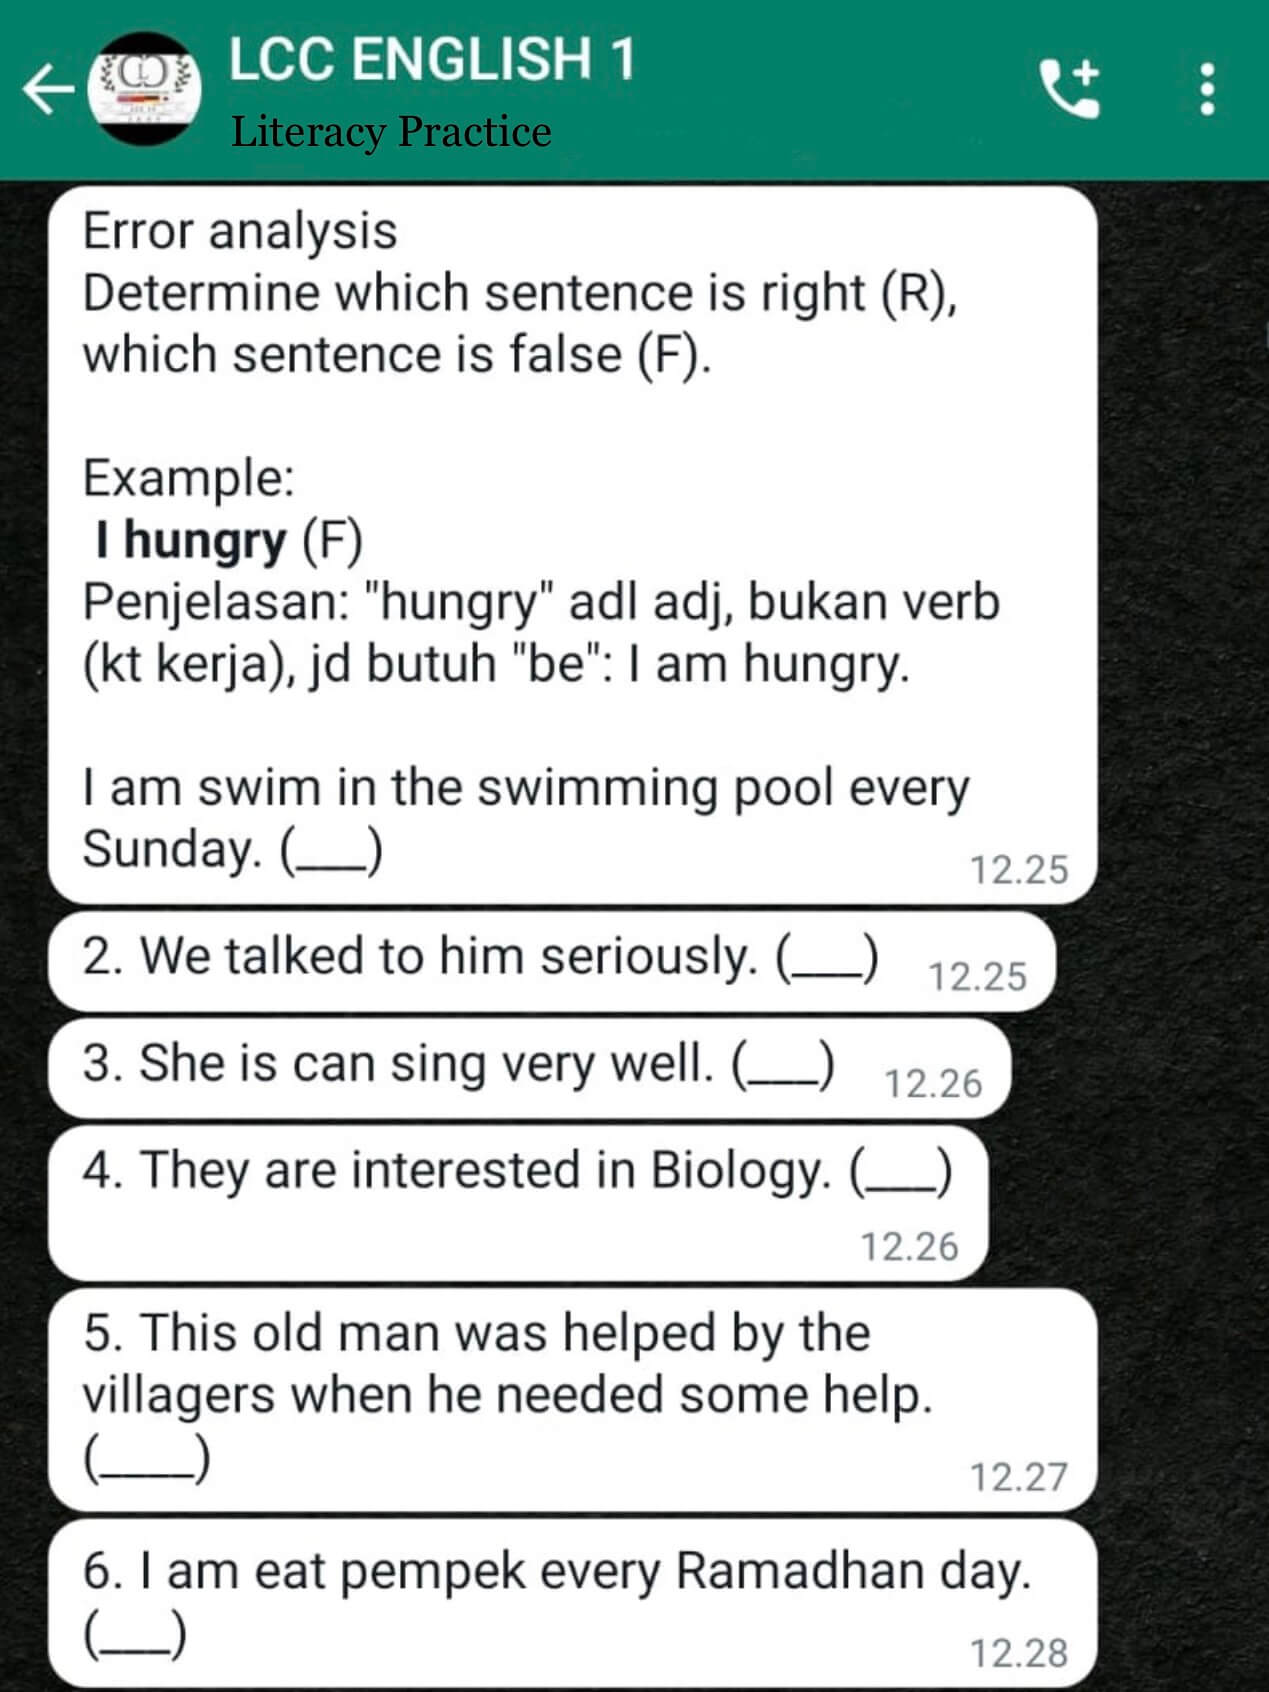 LCC ENGLISH 1
Literacy Practice
Error analysis
Determine which sentence is right (R),
which sentence is false (F).
Example:
I hungry (F)
Penjelasan: "hungry" adl adj, bukan verb
(kt kerja), jd butuh "be": I am hungry.
I am swim in the swimming pool every
Sunday. (___)
12.25
2. We talked to him seriously. (___)
12.25
3. She is can sing very well. (___)
12.26
4. They are interested in Biology. (___)
12.26
5. This old man was helped by the
villagers when he needed some help.
(____)
12.27
6. I am eat pempek every Ramadhan day.
(___)
12.28